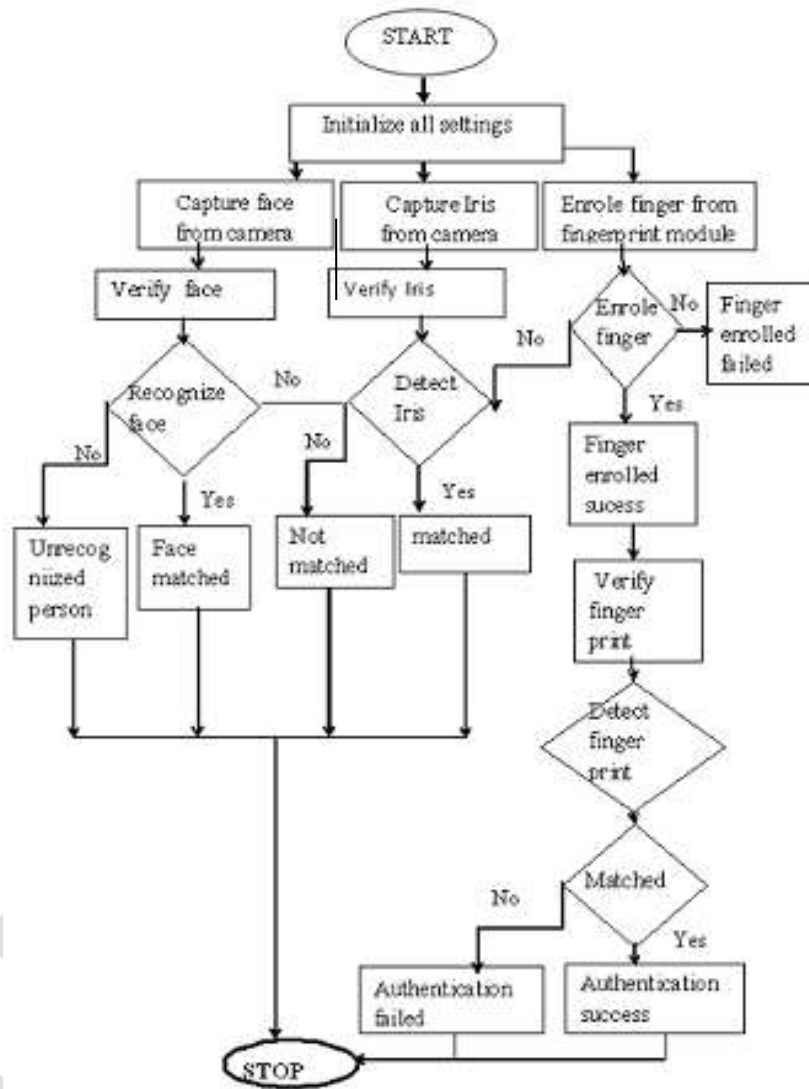 START
Initialize all settings
Capture face
from camera
Capture Iris
from camera
Enrole finger from
fingerprint module
Verify face
Verify Iris
Enrole
finger
No
Finger
enrolled
failed
No
Recognize
face
No
Detect
Iris
Yes
No
No
Finger
enrolled
sucess
Yes
Yes
Unrecog
niized
person
Face
matched
Not
matched
matched
Verify
finger
print
Detect
finger
print
Matched
No
Yes
Authentication
failed
Authentication
success
STOP